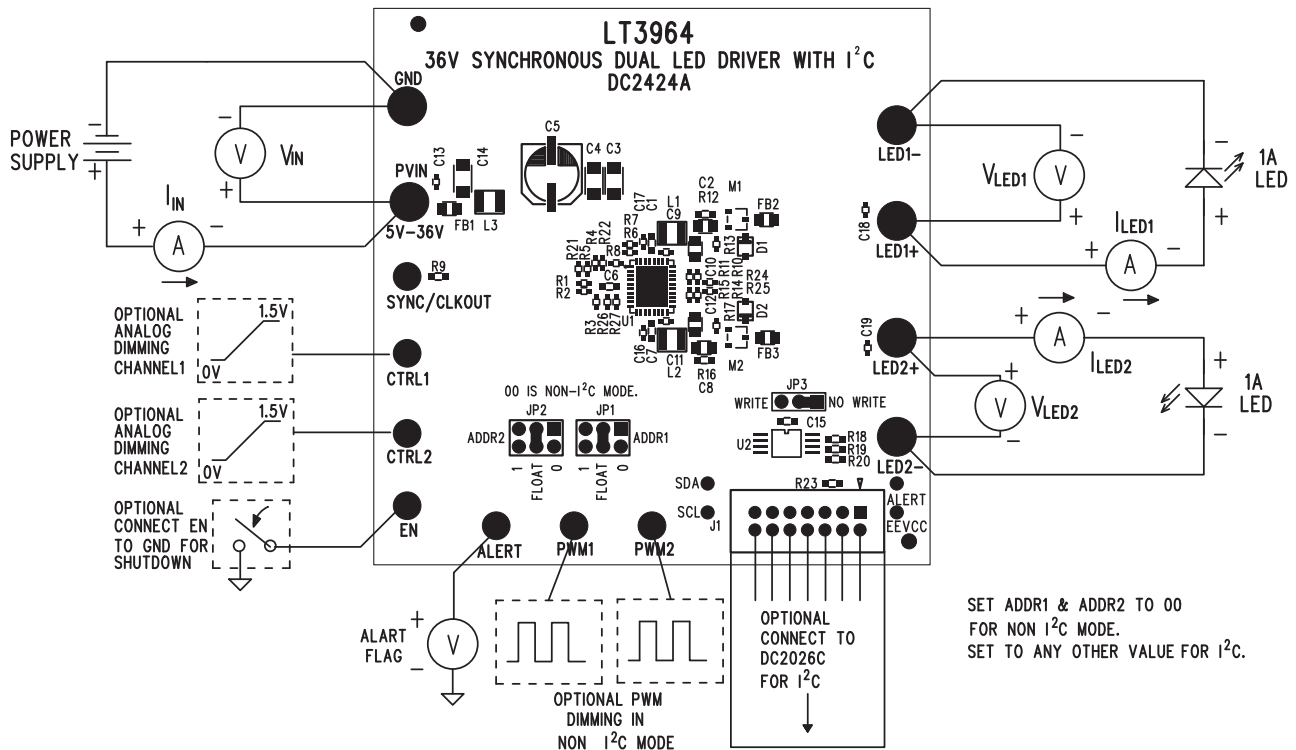 LT3964
36V SYNCHRONOUS DUAL LED DRIVER WITH I²C
DC2424A
GND
POWER
SUPPLY
-
+
-
V
+
VIN
PVIN
5V-36V
IIN
+
A
-
C13
C14
FB1
L3
C5
C4
C3
SYNC/CLKOUT
R9
R21
R5
R4
R22
R7
R6
C17
C1
L1
C9
C2
R12
M1
FB2
R8
R13
D1
R1
R2
C6
C10
R11
R10
R15
R14
R24
R25
R3
R26
R27
U1
C12
R17
D2
C16
C7
C11
L2
R16
C8
M2
FB3
LED1-
LED1+
C18
-
V
+
VLED1
-
+
1A
LED
ILED1
+
A
-
C19
LED2+
LED2-
+
A
-
ILED2
+
V
-
VLED2
+
-
1A
LED
OPTIONAL
ANALOG
DIMMING
CHANNEL1
1.5V
0V
CTRL1
OPTIONAL
ANALOG
DIMMING
CHANNEL2
1.5V
0V
CTRL2
OPTIONAL
CONNECT EN
TO GND FOR
SHUTDOWN
EN
00 IS NON-I²C MODE.
JP2
JP1
ADDR2
ADDR1
1
FLOAT
0
1
FLOAT
0
JP3
WRITE
NO WRITE
C15
U2
R18
R19
R20
SDA
R23
SCL
J1
ALERT
EEVCC
ALERT
PWM1
PWM2
ALART
FLAG
+
V
-
OPTIONAL PWM
DIMMING IN
NON I²C MODE
OPTIONAL
CONNECT TO
DC2026C
FOR I²C
SET ADDR1 & ADDR2 TO 00
FOR NON I²C MODE.
SET TO ANY OTHER VALUE FOR I²C.